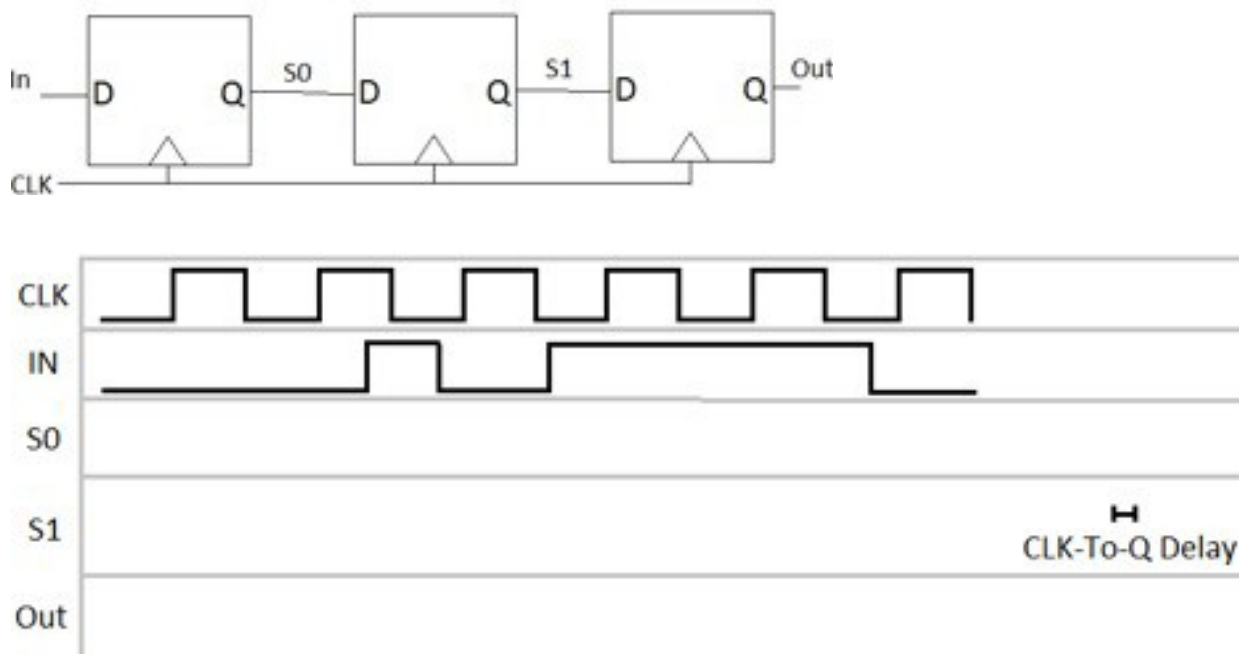 In D Q S0 D Q S1 D Q Out
CLK
CLK
IN
S0
S1
CLK-To-Q Delay
Out